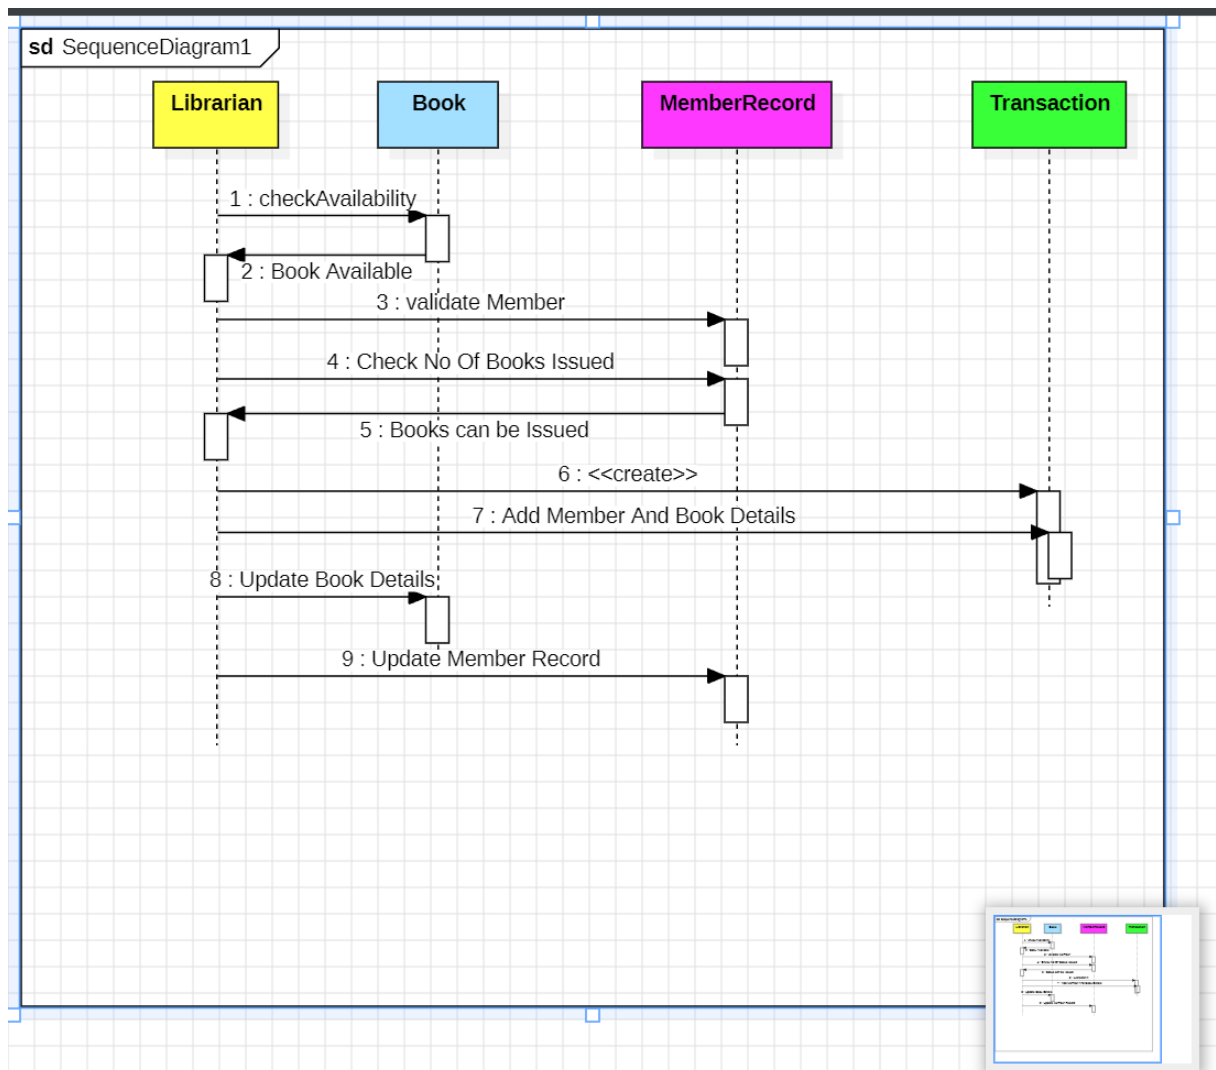 sd SequenceDiagram1
Librarian
Book
MemberRecord
Transaction
1 : checkAvailability
2 : Book Available
3 : validate Member
4 : Check No Of Books Issued
5 : Books can be Issued
6 : <<create>>
7 : Add Member And Book Details
8 : Update Book Details
9 : Update Member Record